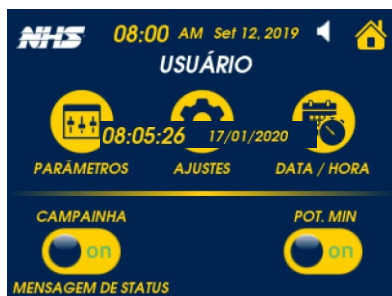 NHS 08:00 AM Set 12, 2019
USUÁRIO
08:05:26 17/01/2020
PARÂMETROS AJUSTES DATA / HORA
CAMPAINHA POT. MIN
on on
MENSAGEM DE STATUS